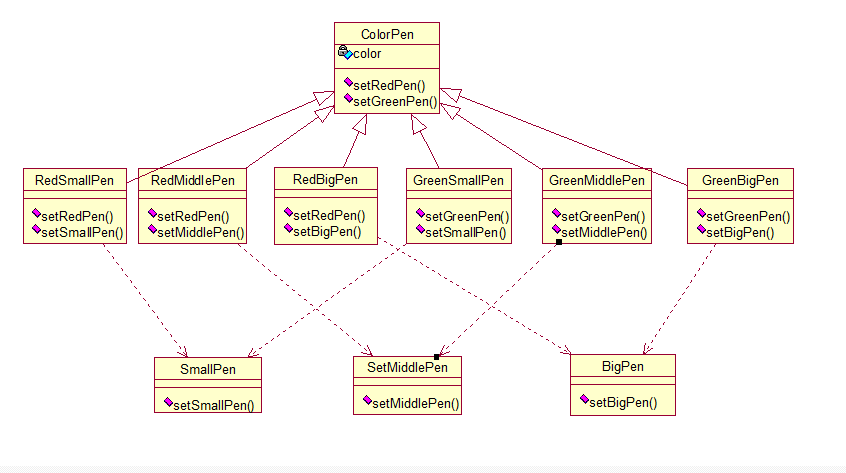 ColorPen
color
setRedPen()
setGreenPen()
RedSmallPen
setRedPen()
setSmallPen()
RedMiddlePen
setRedPen()
setMiddlePen()
RedBigPen
setRedPen()
setBigPen()
GreenSmallPen
setGreenPen()
setSmallPen()
GreenMiddlePen
setGreenPen()
setMiddlePen()
GreenBigPen
setGreenPen()
setBigPen()
SmallPen
setSmallPen()
SetMiddlePen
setMiddlePen()
BigPen
setBigPen()